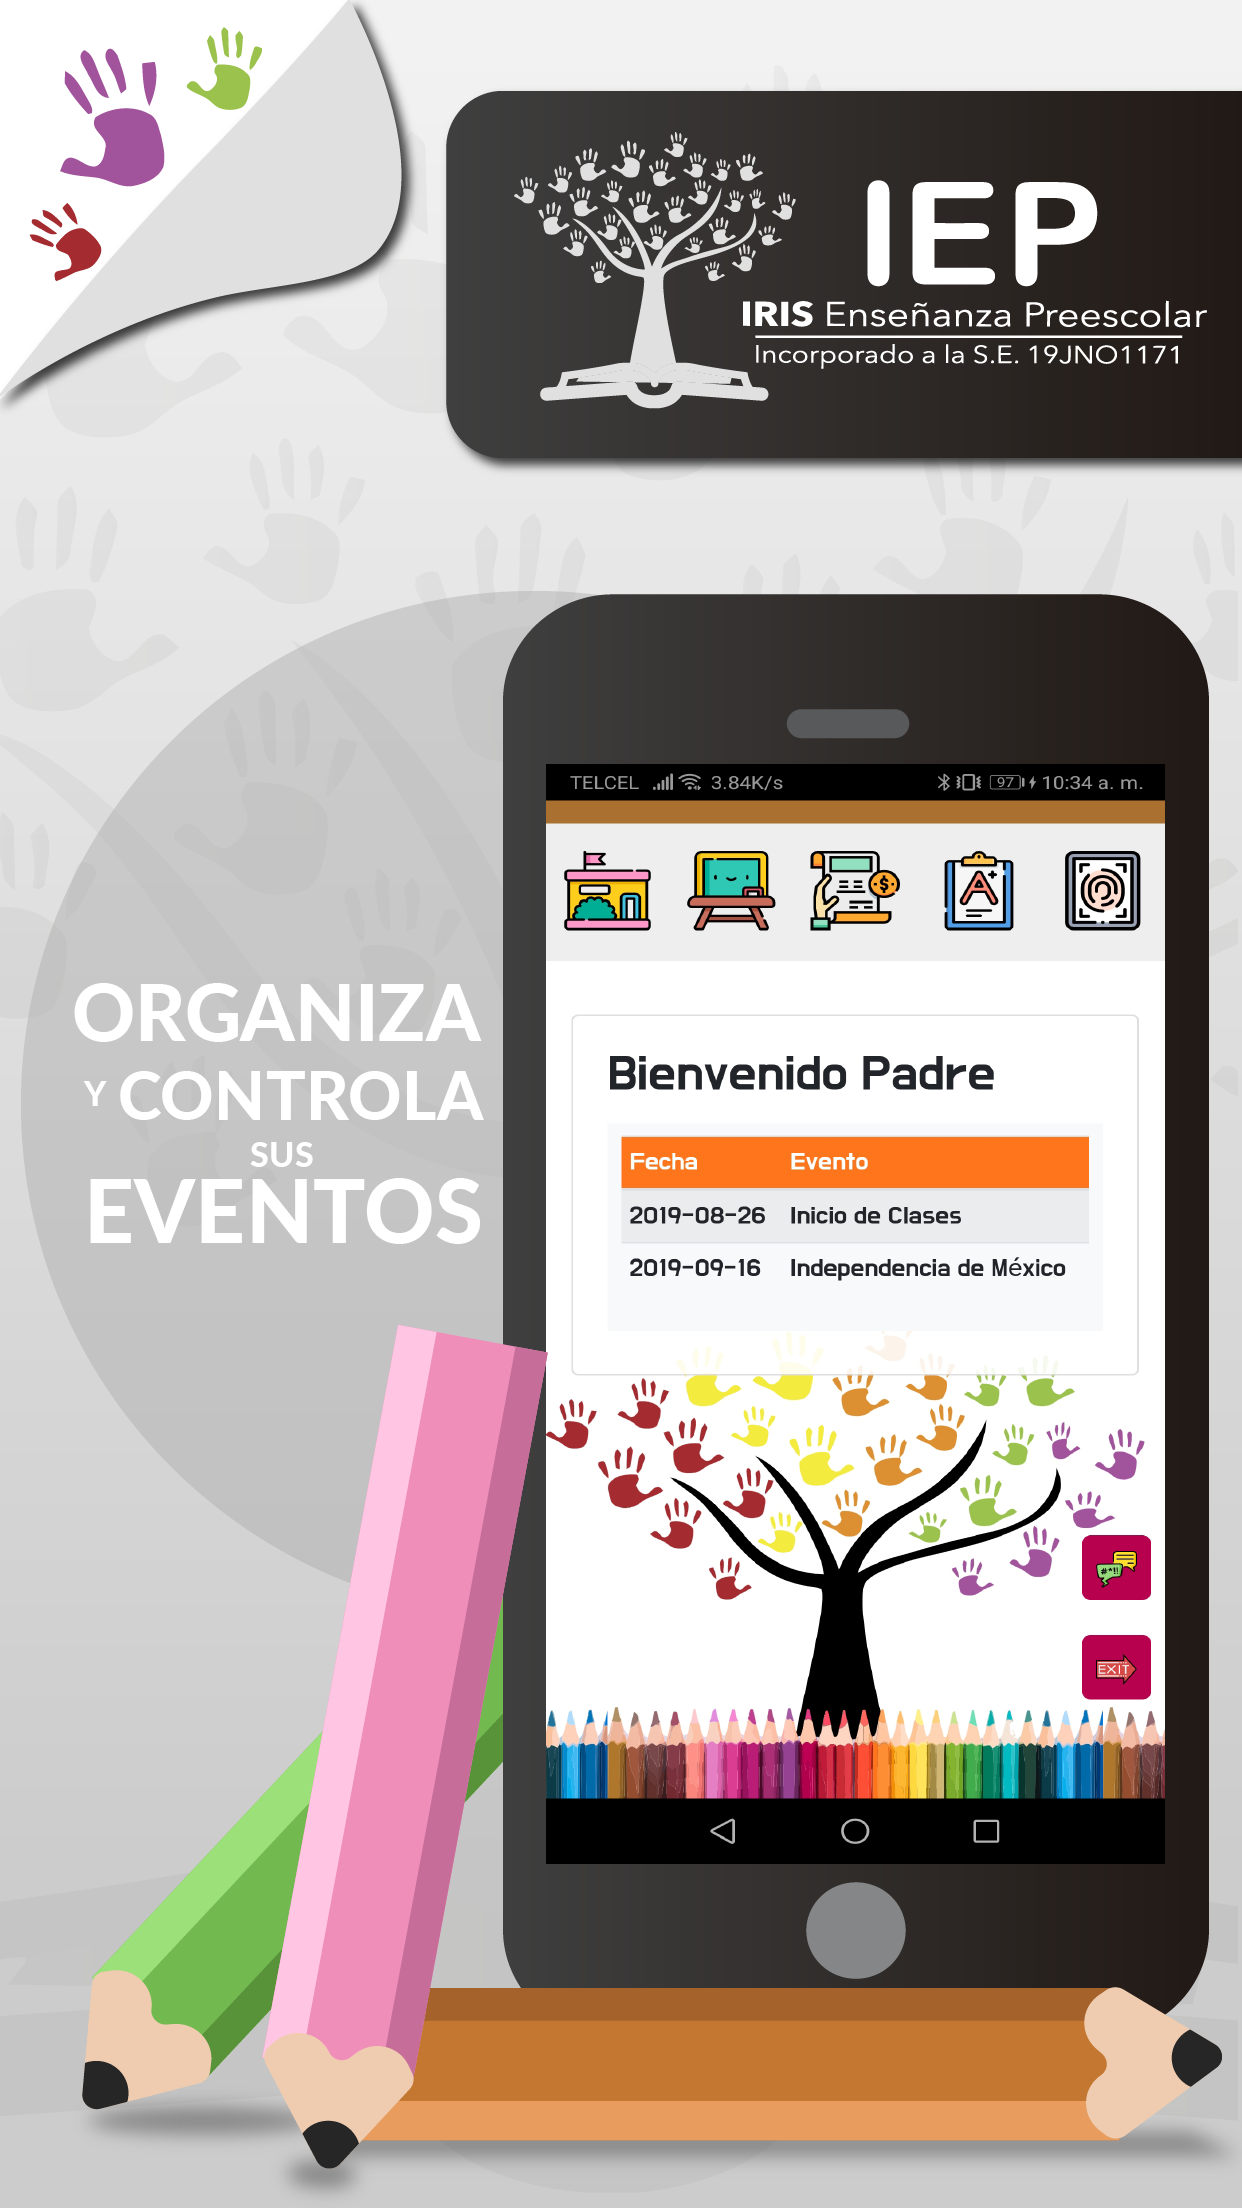 IEP
IRIS Enseñanza Preescolar
Incorporado a la S.E. 19JNO1171
TELCEL 3.84K/s 97 10:34 a. m.
A+
$
ORGANIZA
Y CONTROLA
SUS
EVENTOS
Bienvenido Padre
Fecha Evento
2019-08-26 Inicio de Clases
2019-09-16 Independencia de México
#*!!
EXIT